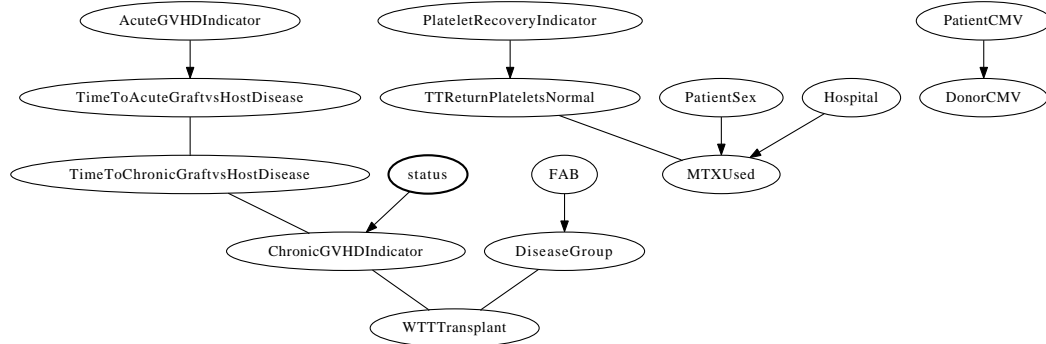 AcuteGVHDIndicator
PlateletRecoveryIndicator
PatientCMV
TimeToAcuteGraftvsHostDisease
TTReturnPlateletsNormal
PatientSex
Hospital
DonorCMV
TimeToChronicGraftvsHostDisease
status
FAB
MTXUsed
ChronicGVHDIndicator
DiseaseGroup
WTTTransplant